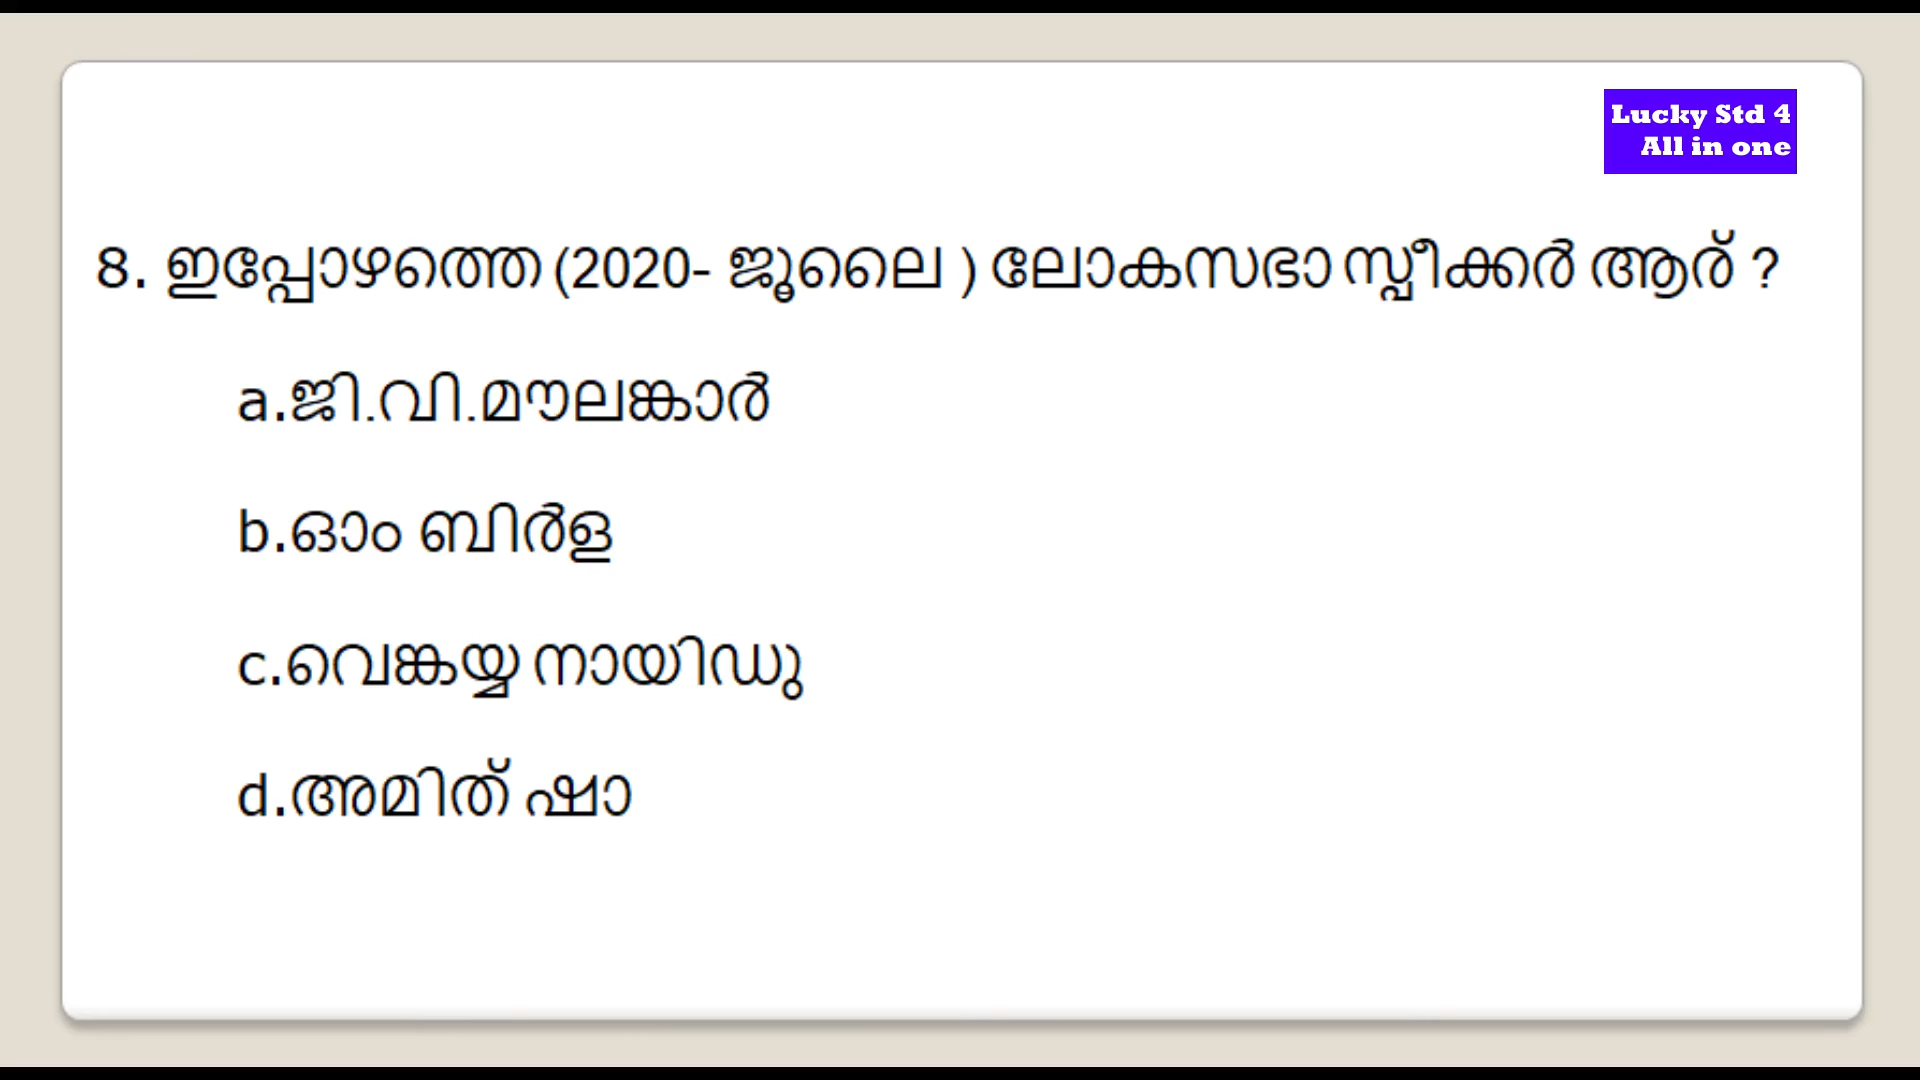 Lucky Std 4
All in one
8. ഇപ്പോഴത്തെ (2020- ജൂലൈ ) ലോകസഭാ സ്പീക്കർ ആര് ?
a.ജി.വി.മൗലങ്കാർ
b.ഓം ബിർള
c.വെങ്കയ്യ നായിഡു
d.അമിത് ഷാ